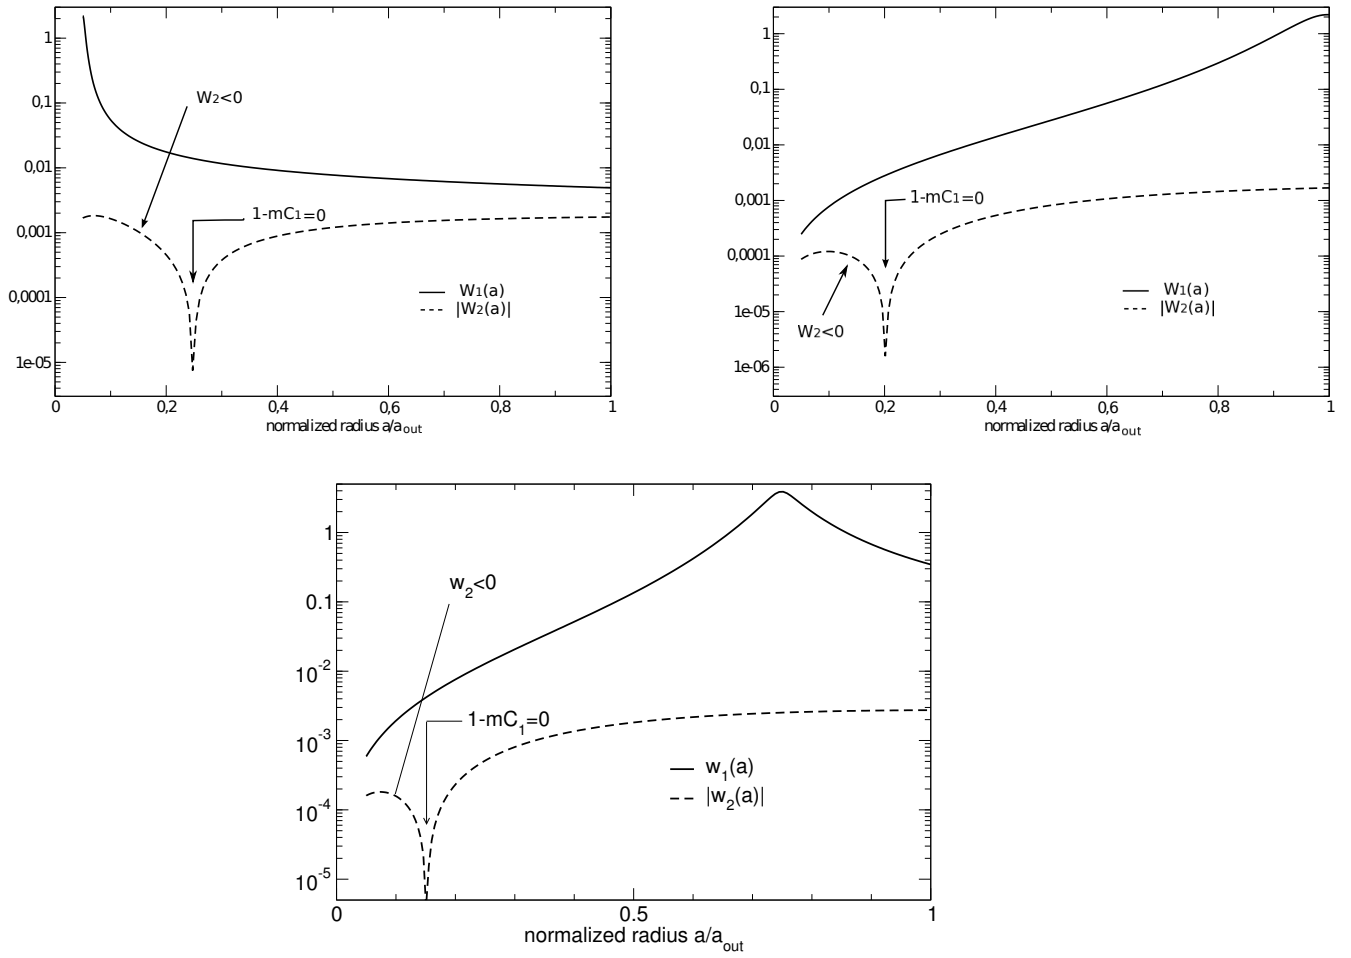 1
0,1
0,01
0,001
0,0001
1e-05
W2<0
1-mC1=0
W1(a)
|W2(a)|
0
0,2
0,4
0,6
0,8
1
normalized radius a/aout
1
0,1
0,01
0,001
0,0001
1e-05
1e-06
1-mC1=0
W2<0
W1(a)
|W2(a)|
0
0,2
0,4
0,6
0,8
1
normalized radius a/aout
1
0.1
10-2
10-3
10-4
10-5
w2<0
1-mC1=0
w1(a)
|w2(a)|
0
0.5
1
normalized radius a/aout